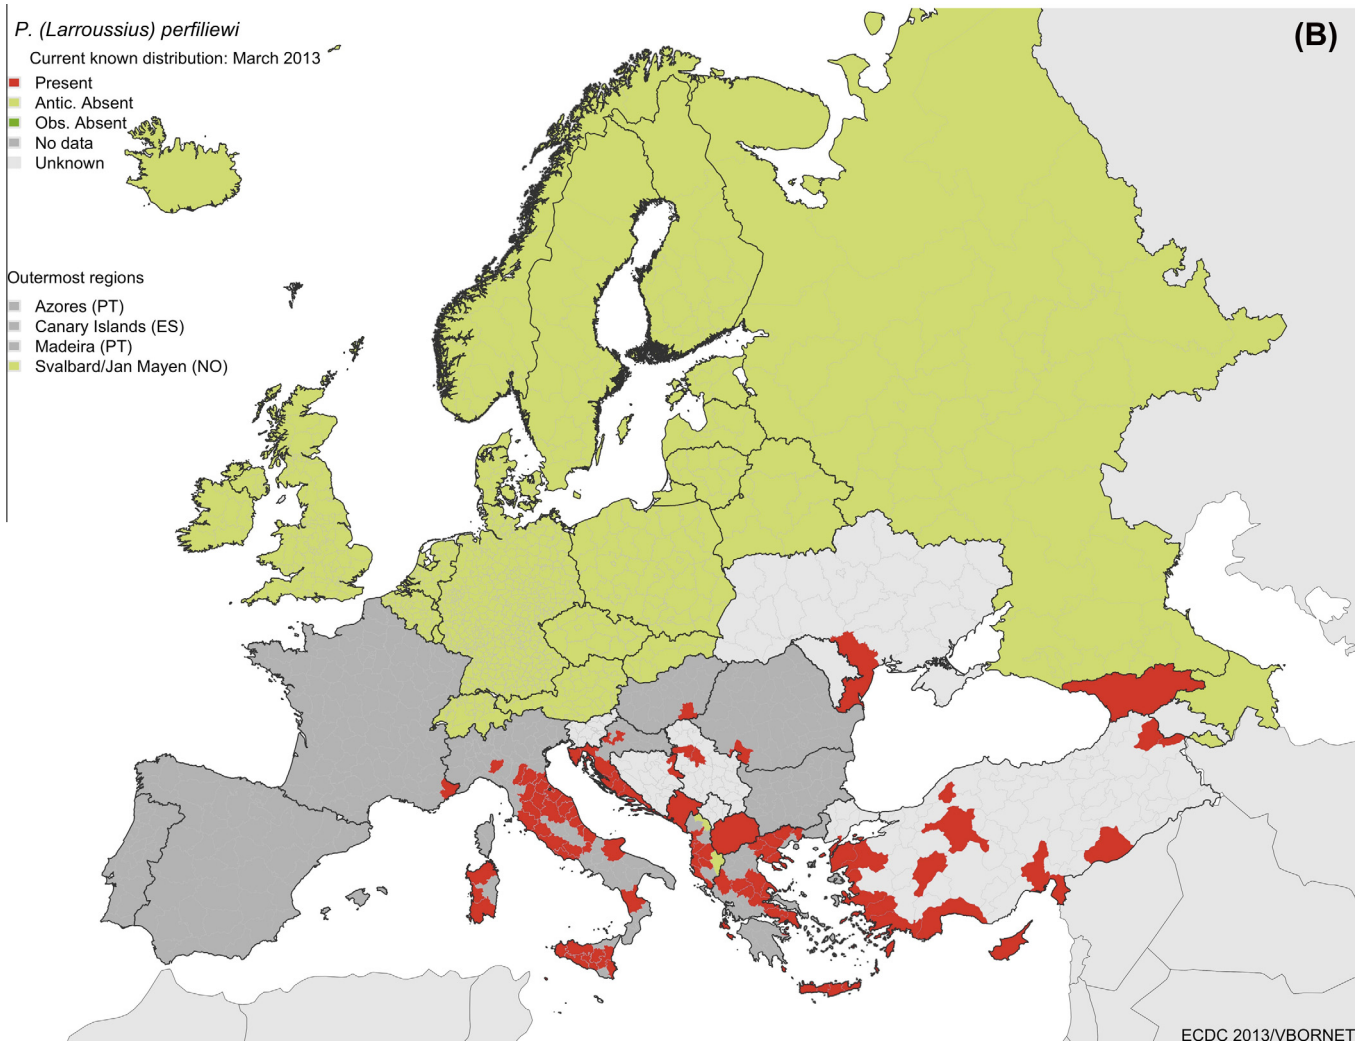 P. (Larroussius) perfiliewi
(B)
Current known distribution: March 2013
Present
Antic. Absent
Obs. Absent
No data
Unknown
Outermost regions
Azores (PT)
Canary Islands (ES)
Madeira (PT)
Svalbard/Jan Mayen (NO)
ECDC 2013/VBORNET